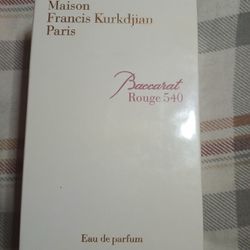 Maison
Francis Kurkdjian
Paris
Baccarat
Rouge 540
Eau de parfum